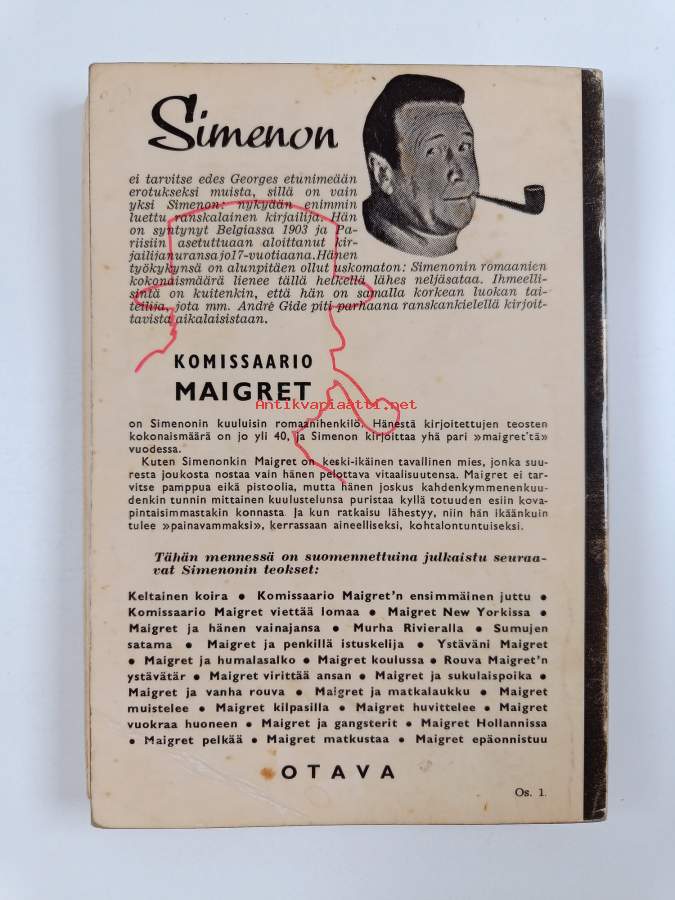 Simenon
ei tarvitse edes Georges etunimeään
erotukseksi muista, sillä on vain
yksi Simenon: nykyään enimmin
luettu ranskalainen kirjailija. Hän
on syntynyt Belgiassa 1903 ja Pa-
riisiin asetuttuaan aloittanut kir-
jailijanuransa jo17-vuotiaana. Hänen
työkykynsä on alunpitäen ollut uskomaton: Simenonin romaanien
kokonaismäärä lienee tällä hetkellä lähes neljäsataa. Ihmeelli-
sintä on kuitenkin, että hän on samalla korkean luokan tai-
teilija, jota mm. André Gide piti parhaana ranskankielellä kirjoit-
tavista aikalaisistaan.
KOMISSAARIO
MAIGRET
Antikvariaatti.net
on Simenonin kuuluisin romaanihenkilö. Hänestä kirjoitettujen teosten
kokonaismäärä on jo yli 40, ja Simenon kirjoittaa yhä pari »maigret'tä»
vuodessa.
Kuten Simenonkin Maigret on keski-ikäinen tavallinen mies, jonka suu-
resta joukosta nostaa vain hänen pelottava vitaalisuutensa. Maigret ei tar-
vitse pamppua eikä pistoolia, mutta hänen joskus kahdenkymmenenkuu-
denkin tunnin mittainen kuulustelunsa puristaa kyllä totuuden esiin kova-
pintaisimmastakin konnasta. Ja kun ratkaisu lähestyy, niin hän ikäänkuin
tulee »painavammaksi», kerrassaan aineelliseksi, kohtalontuntuiseksi.
Tähän mennessä on suomennettuina julkaistu seuraa-
vat Simenonin teokset:
Keltainen koira • Komissaario Maigret'n ensimmäinen juttu •
Komissaario Maigret viettää lomaa • Maigret New Yorkissa •
Maigret ja hänen vainajansa • Murha Rivieralla • Sumujen
satama • Maigret ja penkillä istuskelija • Ystäväni Maigret
• Maigret ja humalasalko • Maigret koulussa • Rouva Maigret'n
ystävätär • Maigret virittää ansan • Maigret ja sukulaispoika •
Maigret ja vanha rouva • Maigret ja matkalaukku • Maigret
muistelee • Maigret kilpasilla • Maigret huvittelee • Maigret
vuokraa huoneen • Maigret ja gangsterit • Maigret Hollannissa
• Maigret pelkää • Maigret matkustaa • Maigret epäonnistuu
OTAVA
Os. 1.